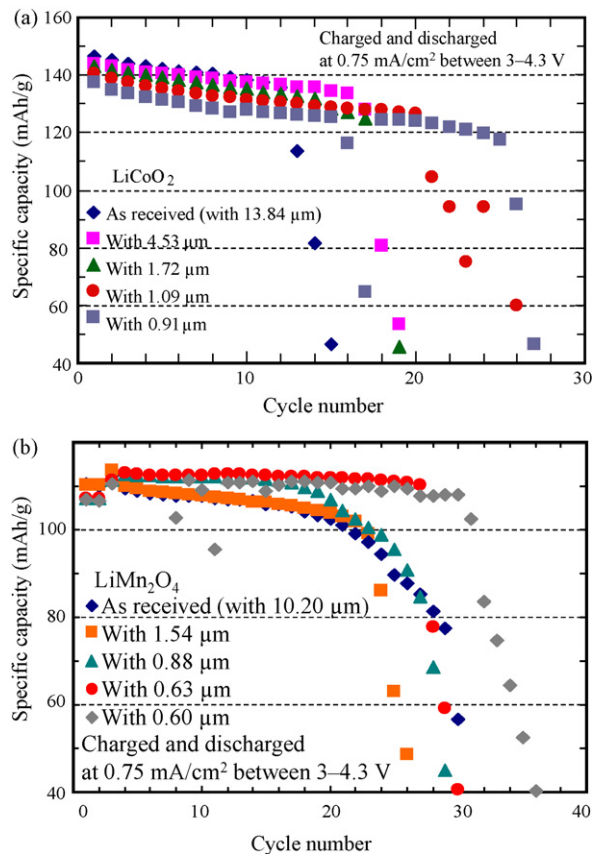 (a)
160
140
120
100
80
60
40
Specific capacity (mAh/g)
Charged and discharged
at 0.75 mA/cm² between 3–4.3 V
LiCoO₂
As received (with 13.84 µm)
With 4.53 µm
With 1.72 µm
With 1.09 µm
With 0.91 µm
0 10 20 30
Cycle number
(b)
100
80
60
40
Specific capacity (mAh/g)
LiMn₂O₄
As received (with 10.20 µm)
With 1.54 µm
With 0.88 µm
With 0.63 µm
With 0.60 µm
Charged and discharged
at 0.75 mA/cm² between 3–4.3 V
0 10 20 30 40
Cycle number